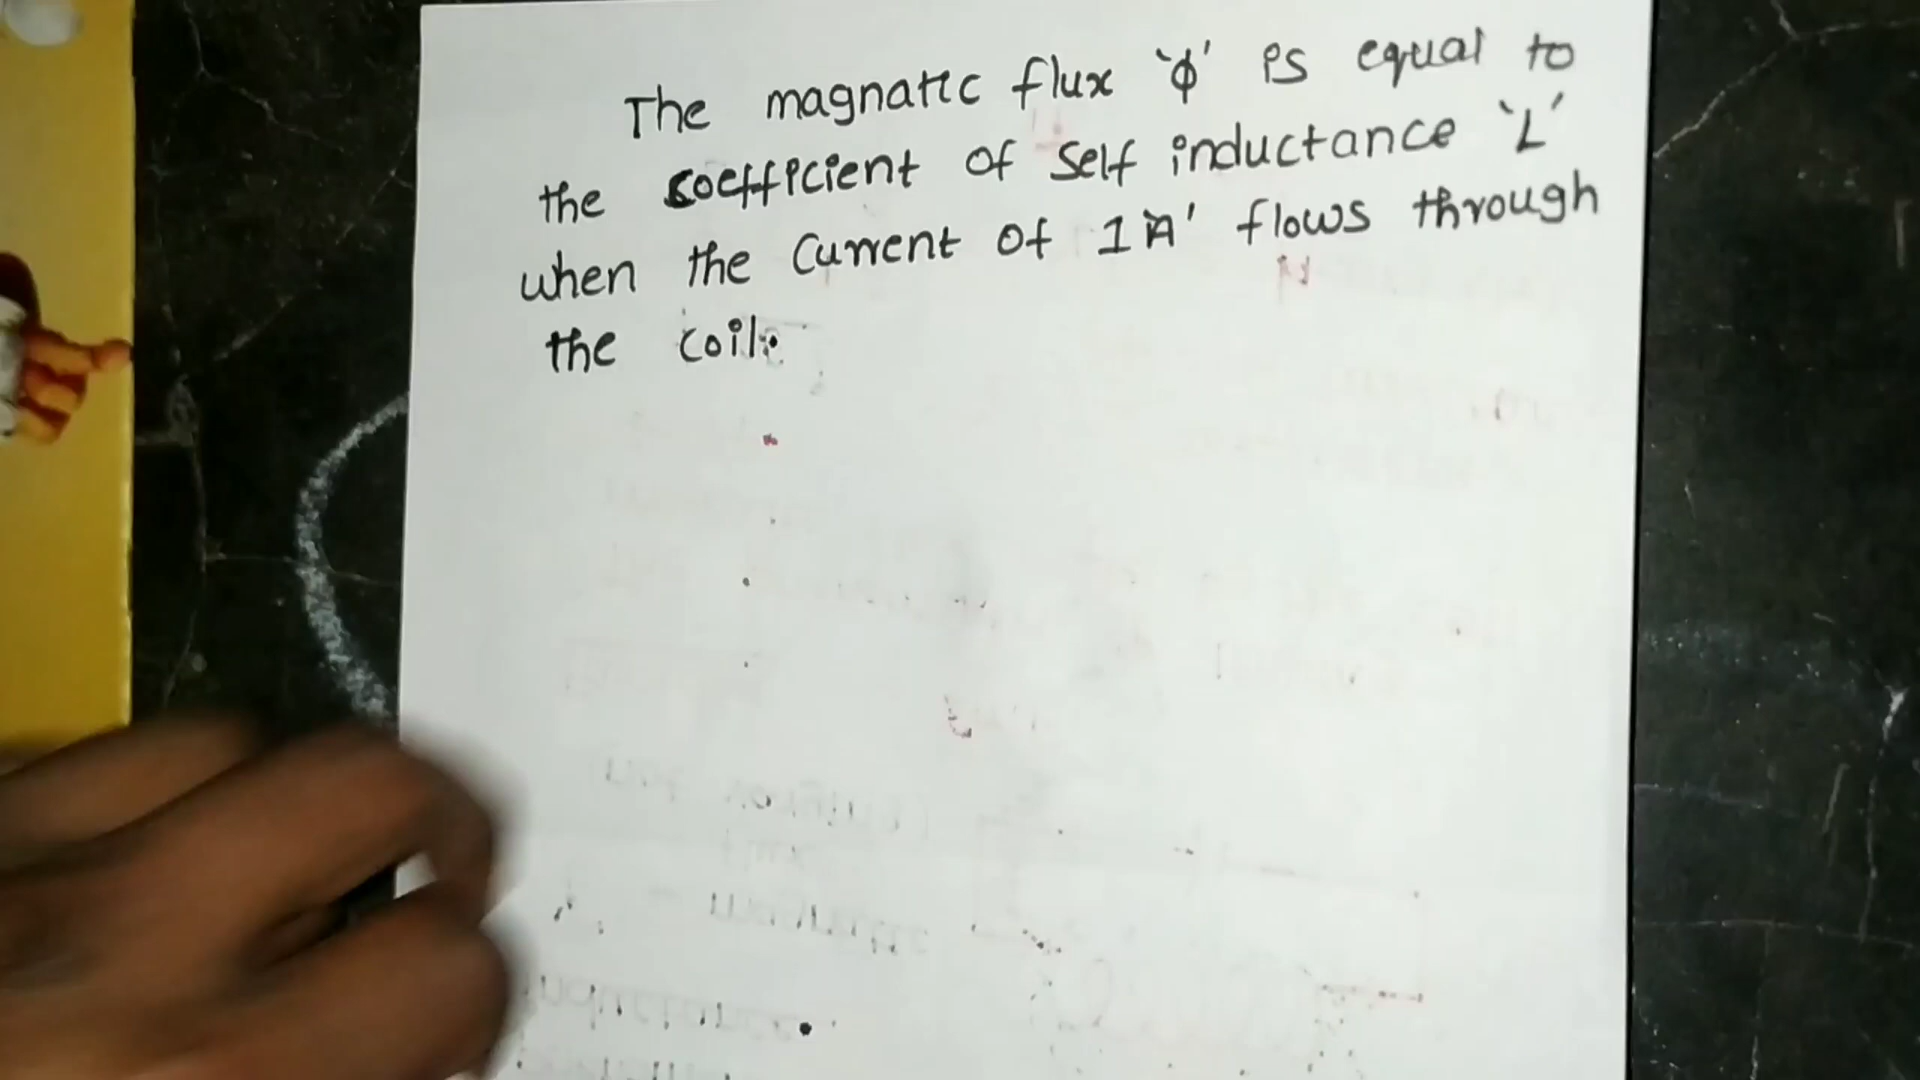 The magnatic flux 'ϕ' is equal to
the coefficient of self inductance 'L'
when the current of 1'A' flows through
the coil.